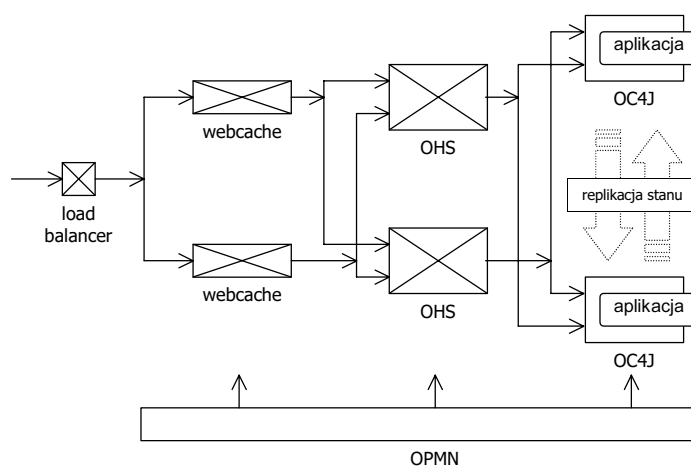 aplikacja
OC4J
webcache
OHS
load
balancer
replikacja stanu
webcache
OHS
aplikacja
OC4J
OPMN